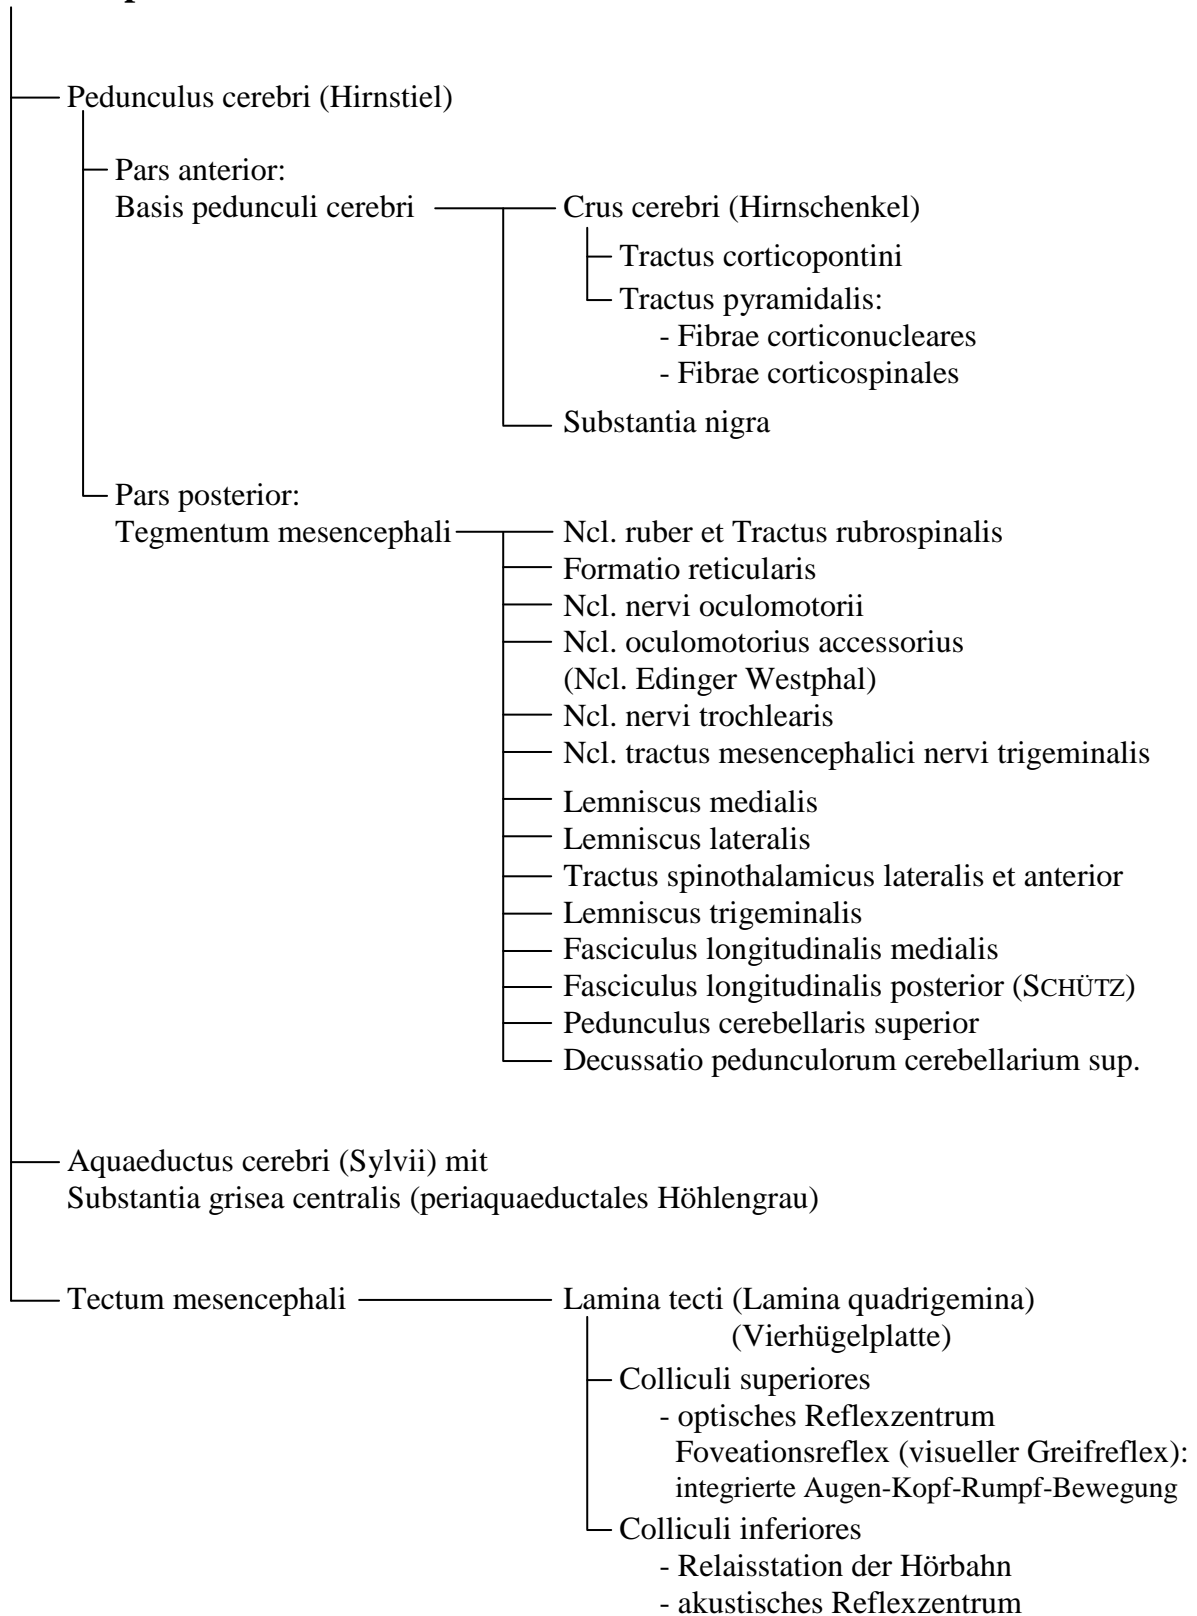 Pedunculus cerebri (Hirnstiel)
Pars anterior:
Basis pedunculi cerebri
Crus cerebri (Hirnschenkel)
Tractus corticopontini
Tractus pyramidalis:
- Fibrae corticonucleares
- Fibrae corticospinales
Substantia nigra
Pars posterior:
Tegmentum mesencephali
Ncl. ruber et Tractus rubrospinalis
Formatio reticularis
Ncl. nervi oculomotorii
Ncl. oculomotorius accessorius
(Ncl. Edinger Westphal)
Ncl. nervi trochlearis
Ncl. tractus mesencephalici nervi trigeminalis
Lemniscus medialis
Lemniscus lateralis
Tractus spinothalamicus lateralis et anterior
Lemniscus trigeminalis
Fasciculus longitudinalis medialis
Fasciculus longitudinalis posterior (SCHÜTZ)
Pedunculus cerebellaris superior
Decussatio pedunculorum cerebellarium sup.
Aquaeductus cerebri (Sylvii) mit
Substantia grisea centralis (periaquaeductales Höhlengrau)
Tectum mesencephali
Lamina tecti (Lamina quadrigemina)
(Vierhügelplatte)
Colliculi superiores
- optisches Reflexzentrum
Foveationsreflex (visueller Greifreflex):
integrierte Augen-Kopf-Rumpf-Bewegung
Colliculi inferiores
- Relaisstation der Hörbahn
- akustisches Reflexzentrum